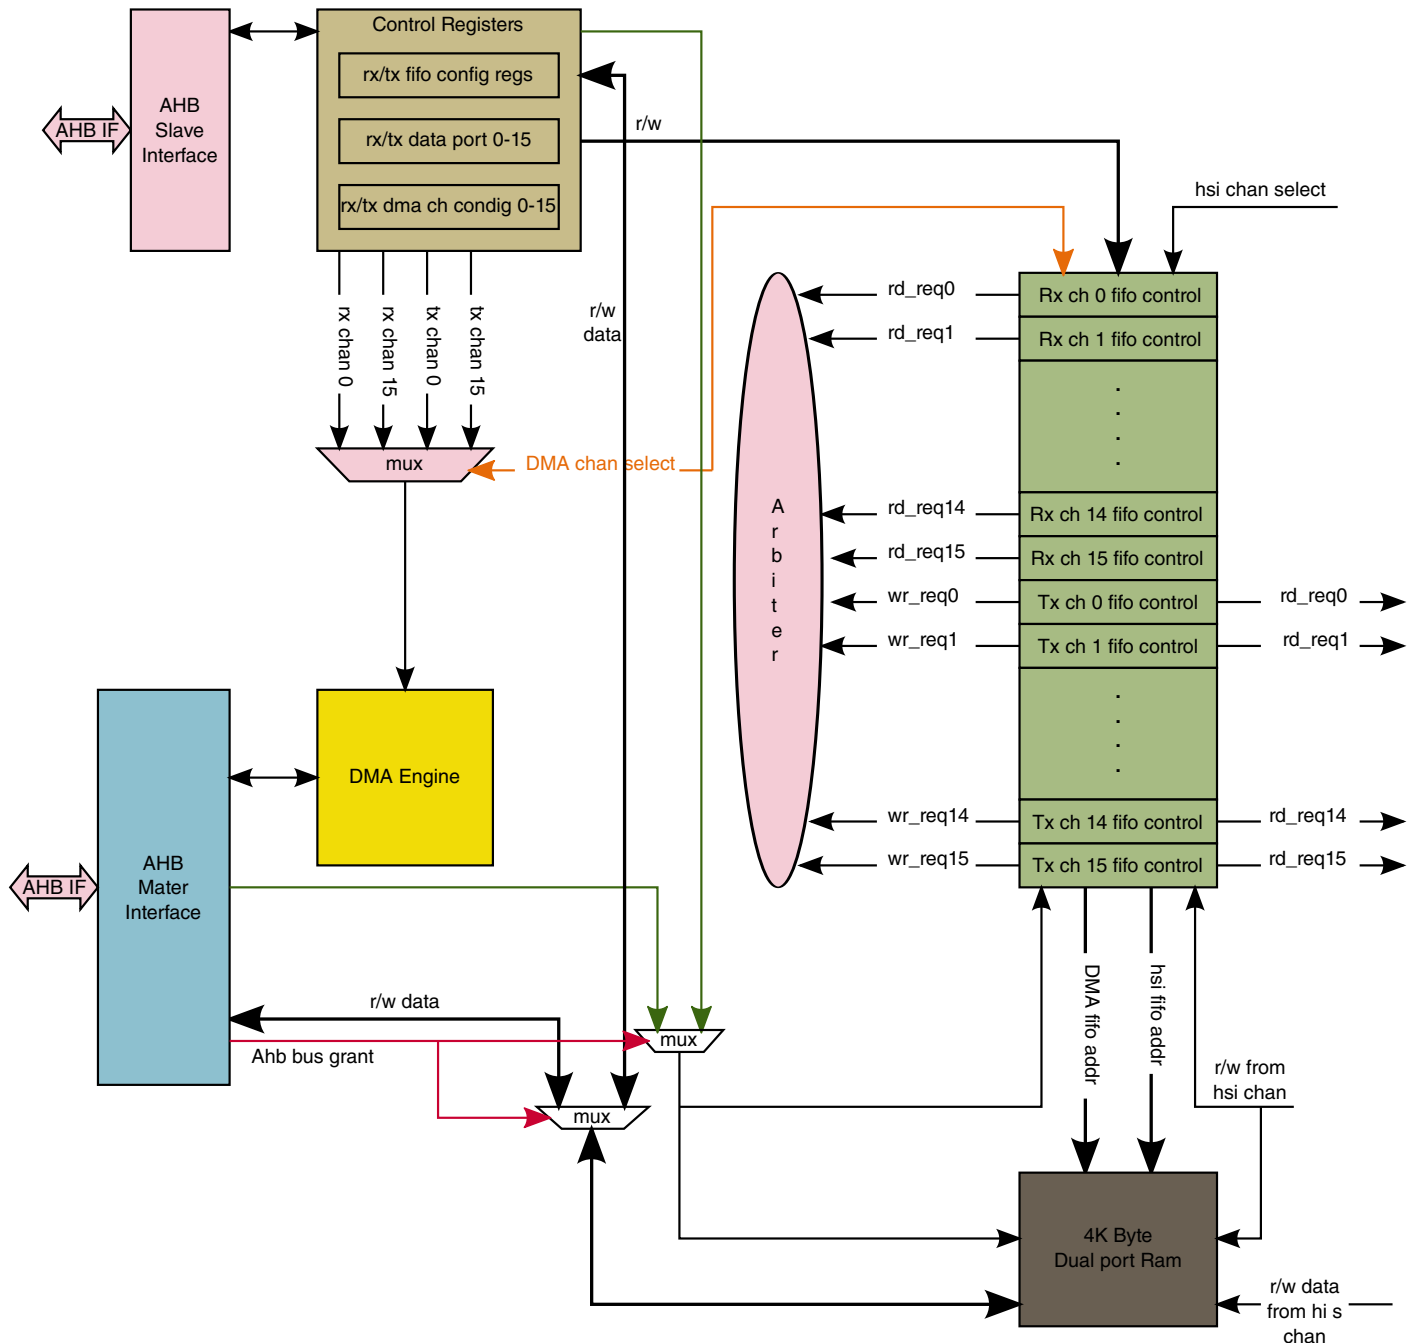 Control Registers
rx/tx fifo config regs
rx/tx data port 0-15
rx/tx dma ch condig 0-15
AHB
Slave
Interface
AHB IF
r/w
hsi chan select
rx chan 0
rx chan 15
tx chan 0
tx chan 15
r/w
data
mux
DMA chan select
Arbiter
rd_req0
rd_req1
rd_req14
rd_req15
wr_req0
wr_req1
wr_req14
wr_req15
Rx ch 0 fifo control
Rx ch 1 fifo control
.
.
.
.
Rx ch 14 fifo control
Rx ch 15 fifo control
Tx ch 0 fifo control
Tx ch 1 fifo control
.
.
.
.
Tx ch 14 fifo control
Tx ch 15 fifo control
rd_req0
rd_req1
rd_req14
rd_req15
DMA Engine
AHB
Mater
Interface
AHB IF
r/w data
Ahb bus grant
mux
mux
DMA fifo addr
hsi fifo addr
r/w from
hsi chan
4K Byte
Dual port Ram
r/w data
from hi s
chan